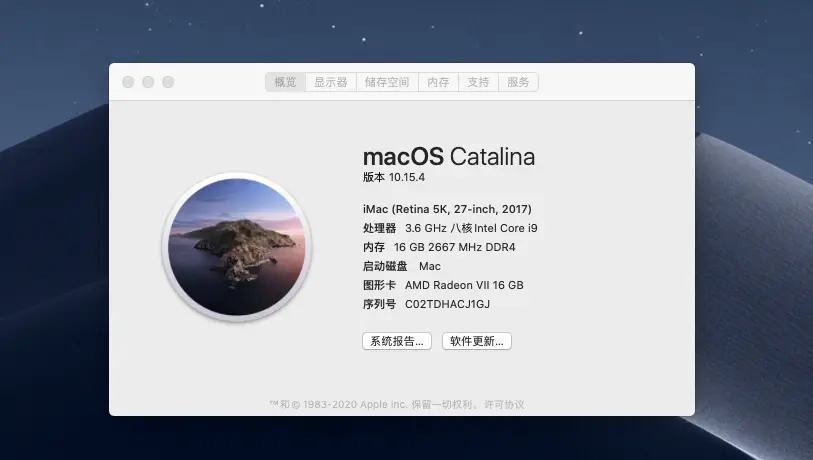 概览 显示器 储存空间 内存 支持 服务
macOS Catalina
版本 10.15.4
iMac (Retina 5K, 27-inch, 2017)
处理器 3.6 GHz 八核Intel Core i9
内存 16 GB 2667 MHz DDR4
启动磁盘 Mac
图形卡 AMD Radeon VII 16 GB
序列号 C02TDHACJ1GJ
系统报告... 软件更新...
™和© 1983-2020 Apple inc. 保留一切权利。许可协议